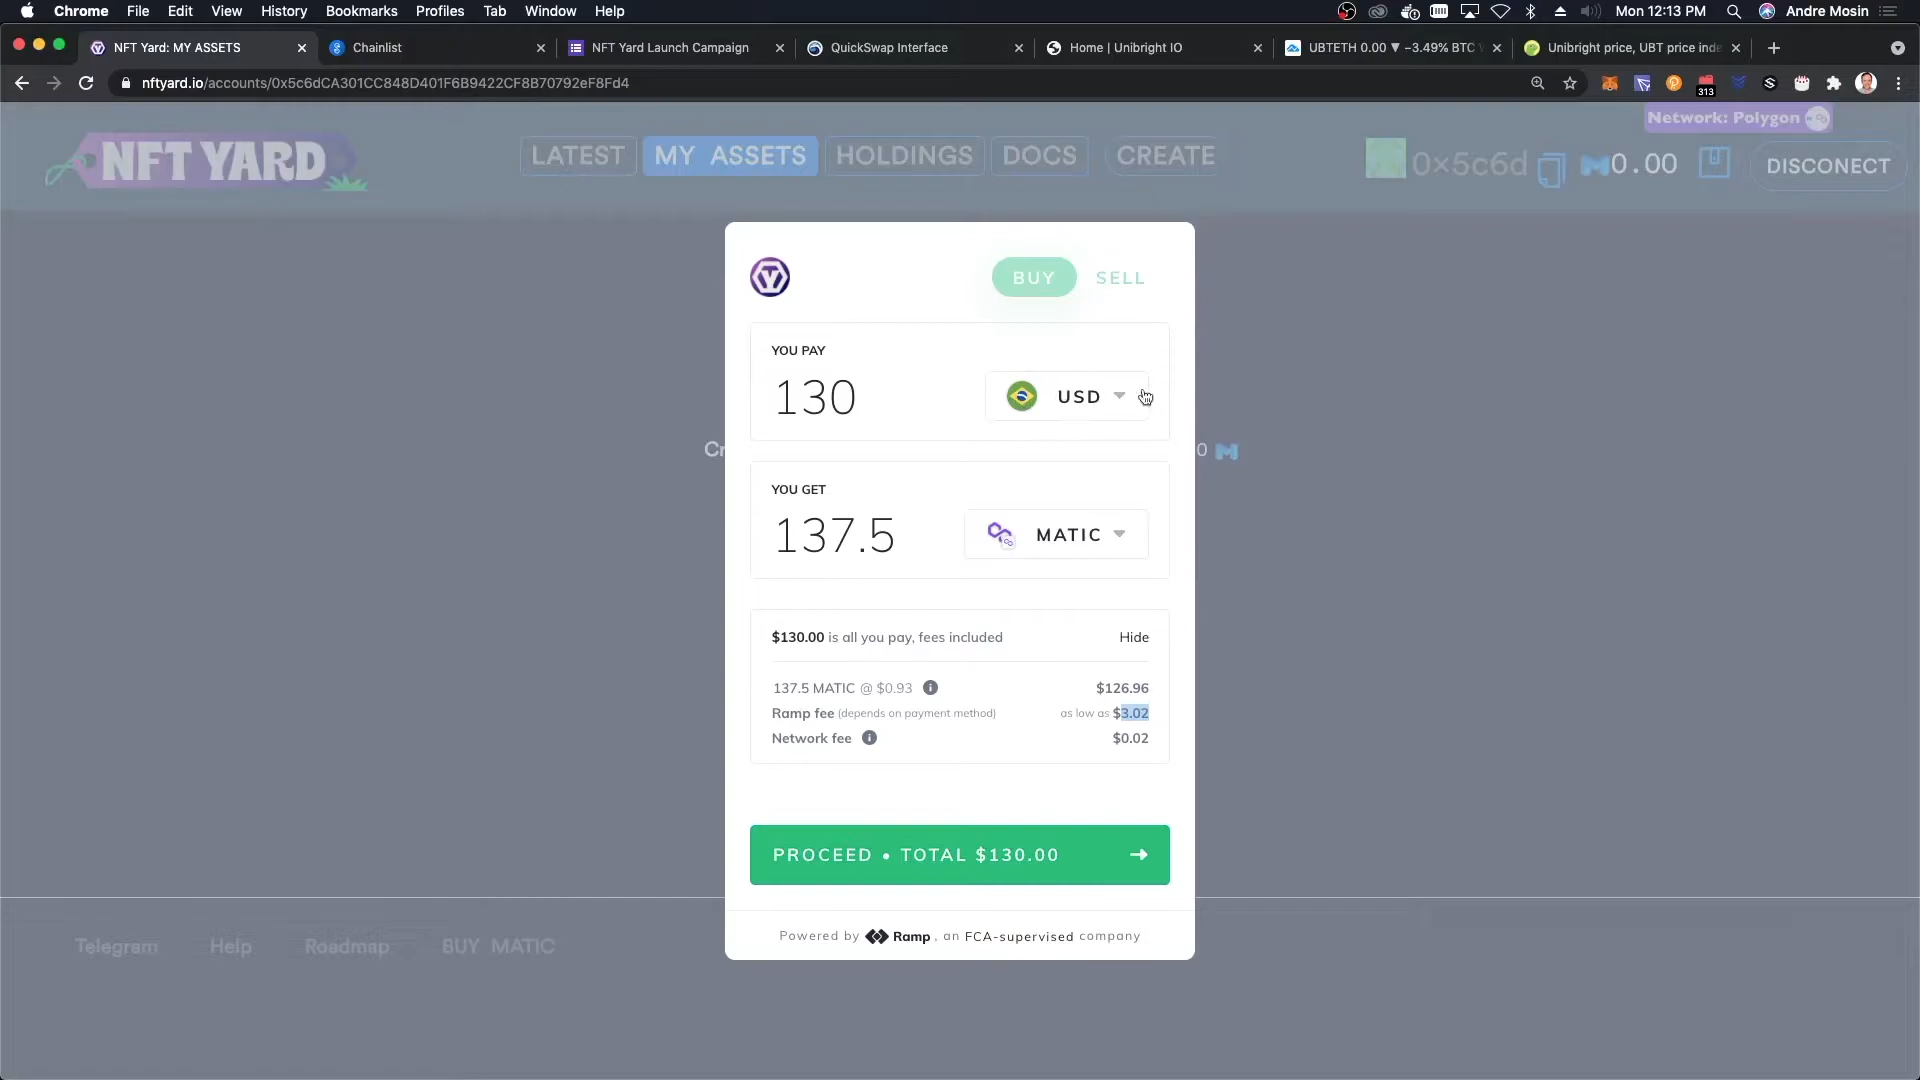 Chrome File Edit View History Bookmarks Profiles Tab Window Help Mon 12:13 PM Andre Mosin
NFT Yard: MY ASSETS Chainlist NFT Yard Launch Campaign QuickSwap Interface Home | Unibright IO UBTETH 0.00 ▼ −3.49% BTC Unibright price, UBT price inde
nftyard.io/accounts/0x5c6dCA301CC848D401F6B9422CF8B70792eF8Fd4 313
Network: Polygon
NFT YARD LATEST MY ASSETS HOLDINGS DOCS CREATE 0x5c6d 0.00 DISCONECT
BUY SELL
YOU PAY
130 USD
Cr 0
YOU GET
137.5 MATIC
$130.00 is all you pay, fees included Hide
137.5 MATIC @ $0.93 $126.96
Ramp fee (depends on payment method) as low as $3.02
Network fee $0.02
PROCEED • TOTAL $130.00
Powered by Ramp, an FCA-supervised company
Telegram Help Roadmap BUY MATIC